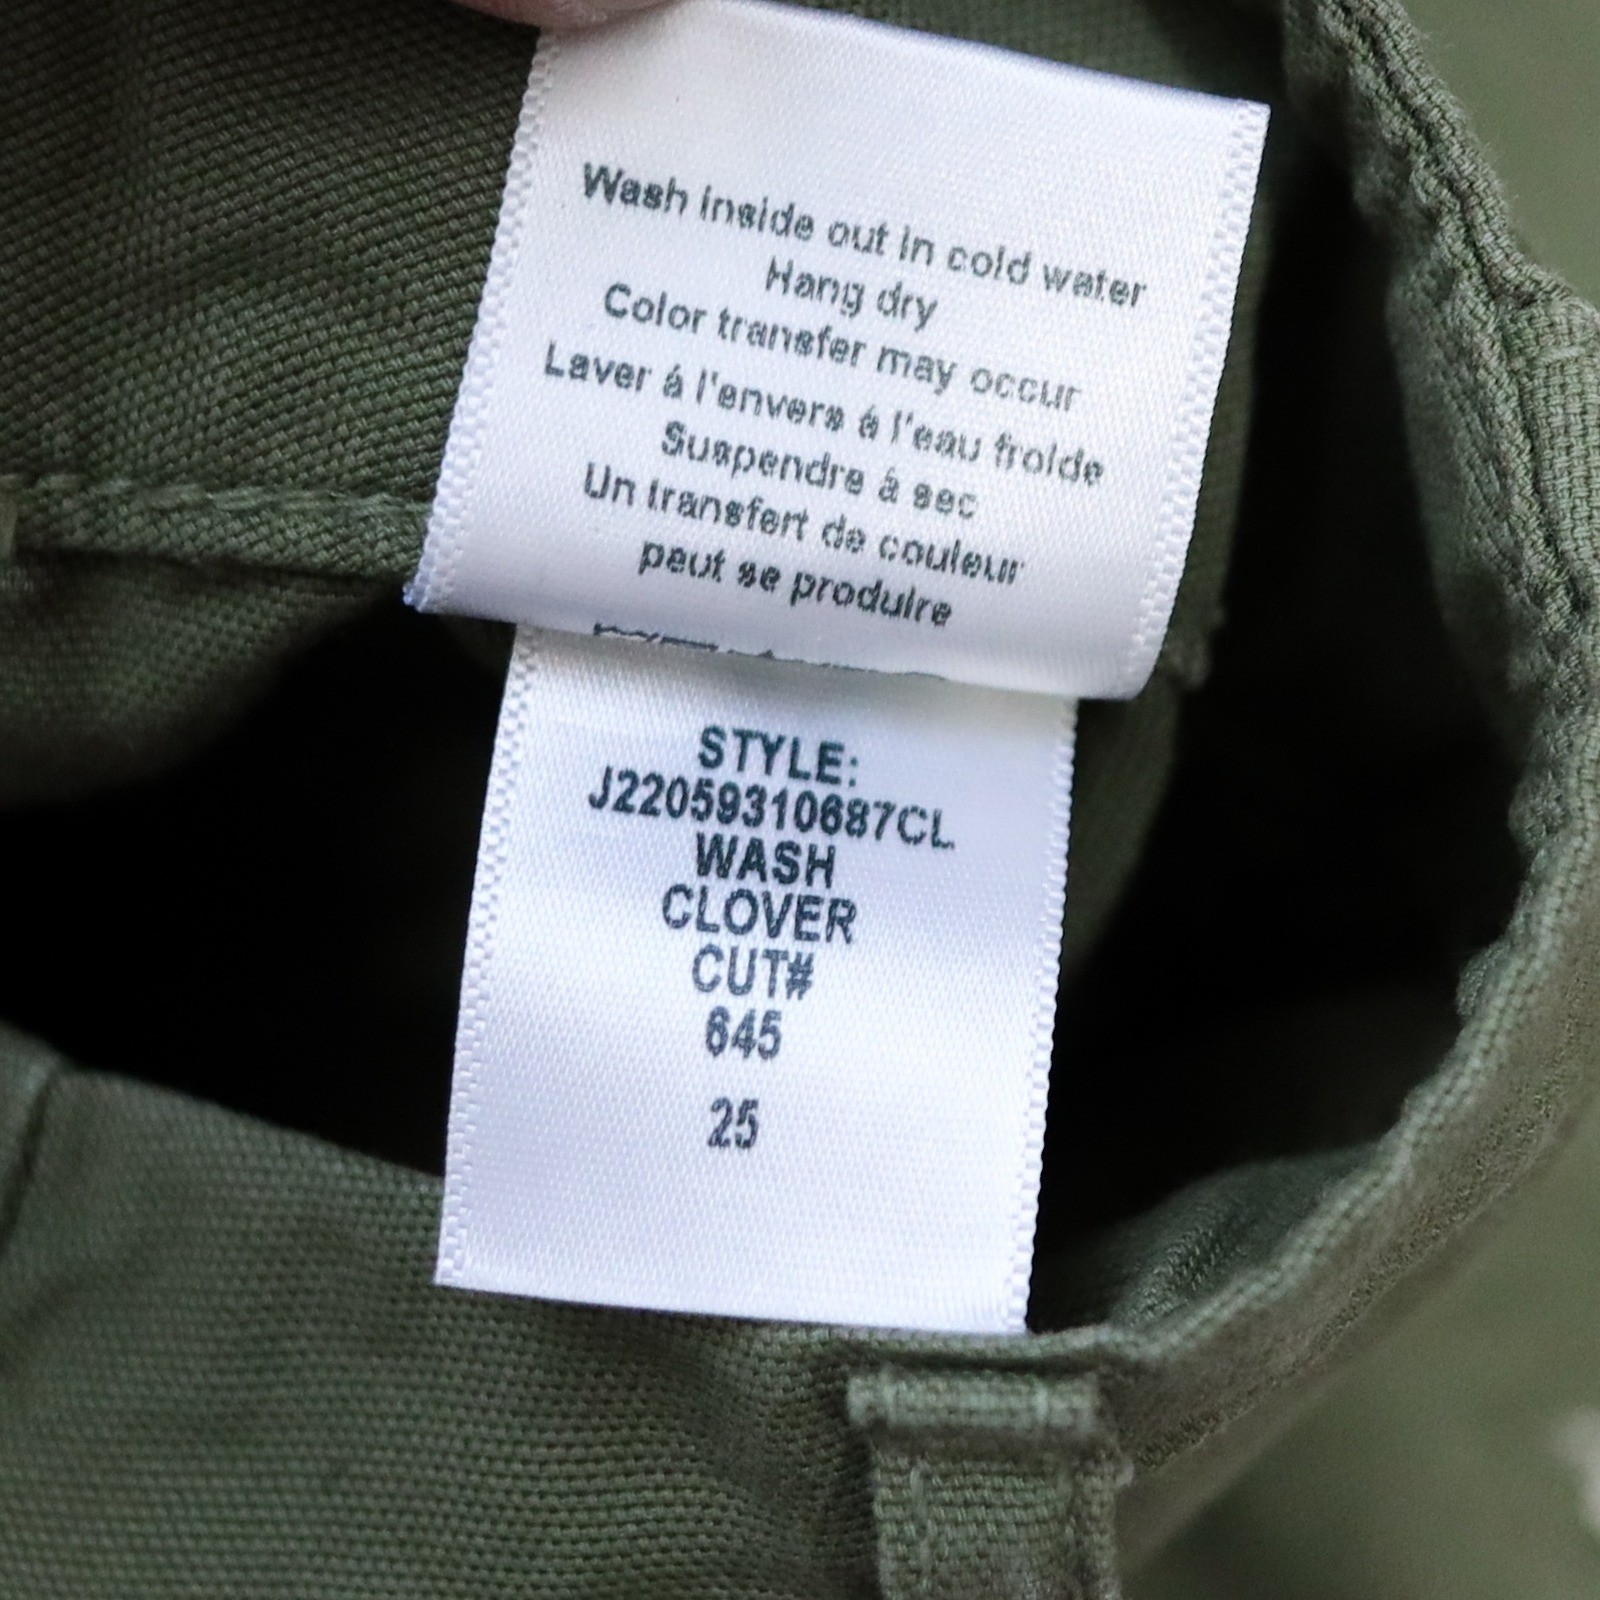 Wash inside out in cold water
Hang dry
Color transfer may occur
Laver á l'envers á l'eau froide
Suspendre á sec
Un transfert de couleur
peut se produire
STYLE:
J22059310687CL
WASH
CLOVER
CUT#
645
25